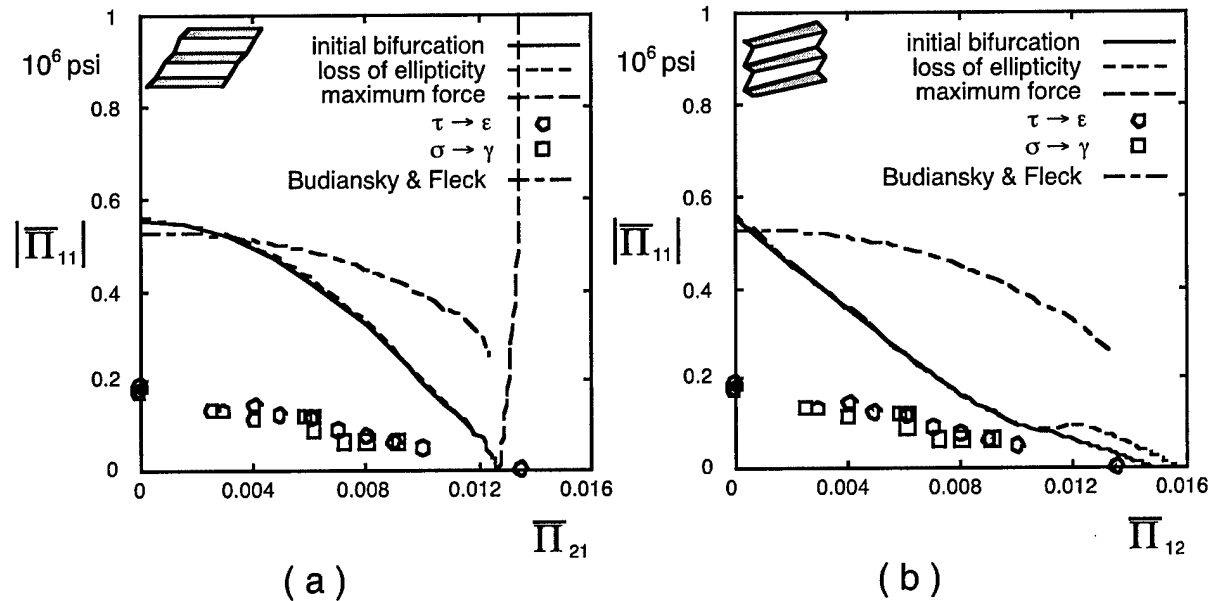 1
10⁶ psi
0.8
0.6
|Π̅₁₁|
0.4
0.2
0
0 0.004 0.008 0.012 0.016
Π̅₂₁
initial bifurcation
loss of ellipticity
maximum force
τ → ε
σ → γ
Budiansky & Fleck
(a)
1
10⁶ psi
0.8
0.6
|Π̅₁₁|
0.4
0.2
0
0 0.004 0.008 0.012 0.016
Π̅₁₂
initial bifurcation
loss of ellipticity
maximum force
τ → ε
σ → γ
Budiansky & Fleck
(b)